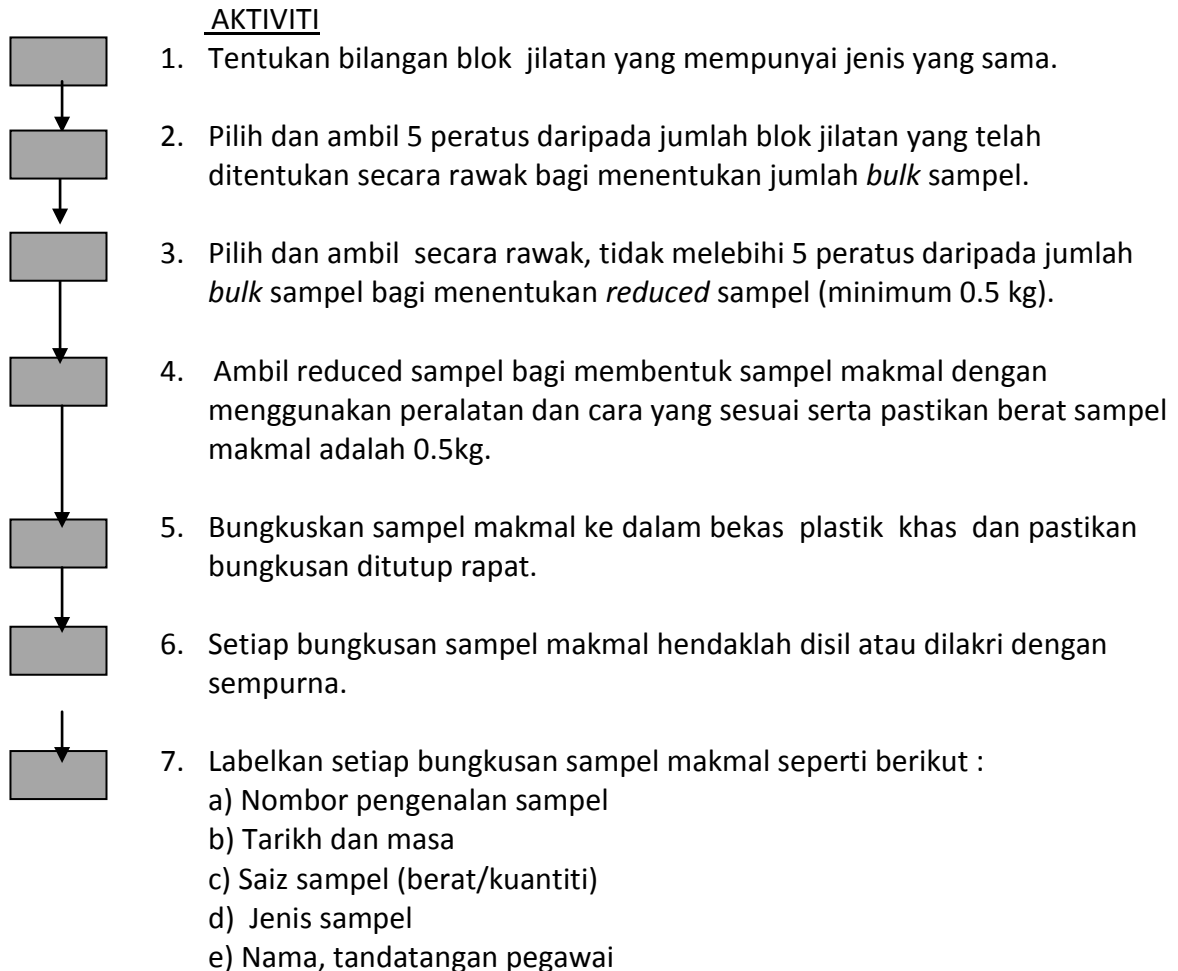 AKTIVITI
1. Tentukan bilangan blok jilatan yang mempunyai jenis yang sama.
2. Pilih dan ambil 5 peratus daripada jumlah blok jilatan yang telah
ditentukan secara rawak bagi menentukan jumlah bulk sampel.
3. Pilih dan ambil secara rawak, tidak melebihi 5 peratus daripada jumlah
bulk sampel bagi menentukan reduced sampel (minimum 0.5 kg).
4. Ambil reduced sampel bagi membentuk sampel makmal dengan
menggunakan peralatan dan cara yang sesuai serta pastikan berat sampel
makmal adalah 0.5kg.
5. Bungkuskan sampel makmal ke dalam bekas plastik khas dan pastikan
bungkusan ditutup rapat.
6. Setiap bungkusan sampel makmal hendaklah disil atau dilakri dengan
sempurna.
7. Labelkan setiap bungkusan sampel makmal seperti berikut :
a) Nombor pengenalan sampel
b) Tarikh dan masa
c) Saiz sampel (berat/kuantiti)
d) Jenis sampel
e) Nama, tandatangan pegawai